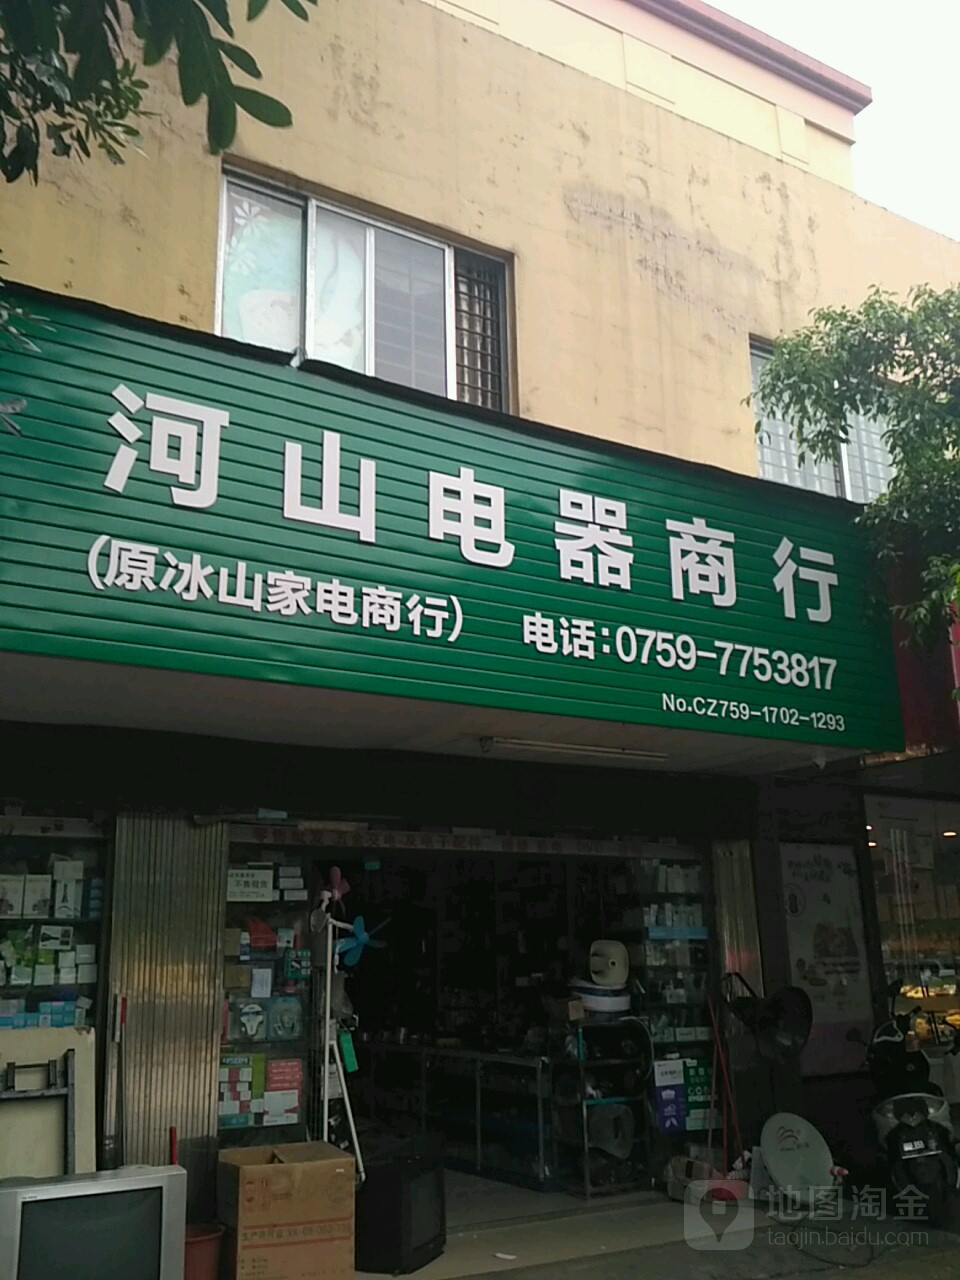 河山电器商行
(原冰山家电商行)
电话:0759-7753817
No.CZ759-1702-1293
地图淘金
taojin.baidu.com